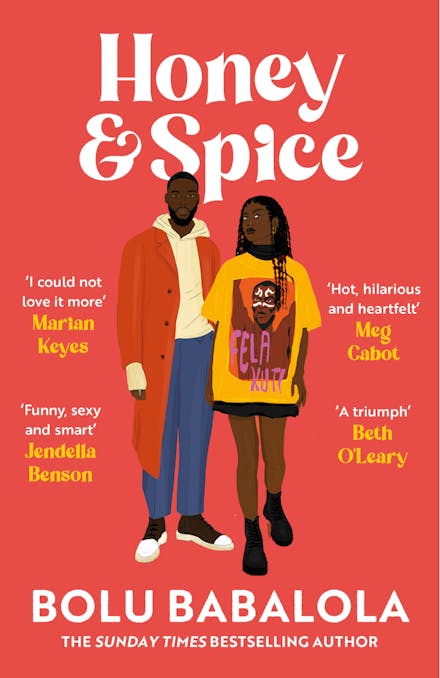 Honey
& Spice
‘I could not
love it more’
Marian
Keyes
‘Hot, hilarious
and heartfelt’
Meg
Cabot
FELA
KUTI
‘Funny, sexy
and smart’
Jendella
Benson
‘A triumph’
Beth
O’Leary
BOLU BABALOLA
THE SUNDAY TIMES BESTSELLING AUTHOR